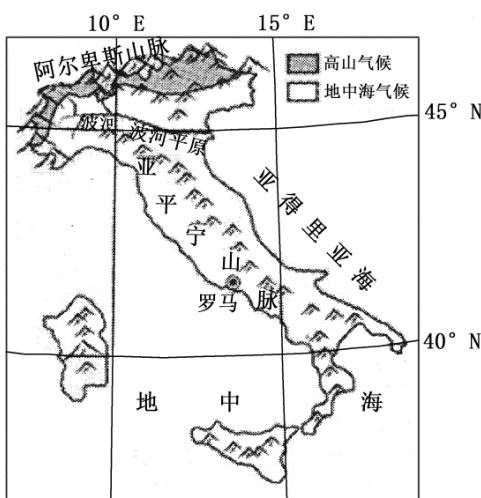 10° E 15° E
阿尔卑斯山脉
高山气候
地中海气候
45° N
波河 波河平原
亚平宁山脉
亚得里亚海
罗马
40° N
地中海